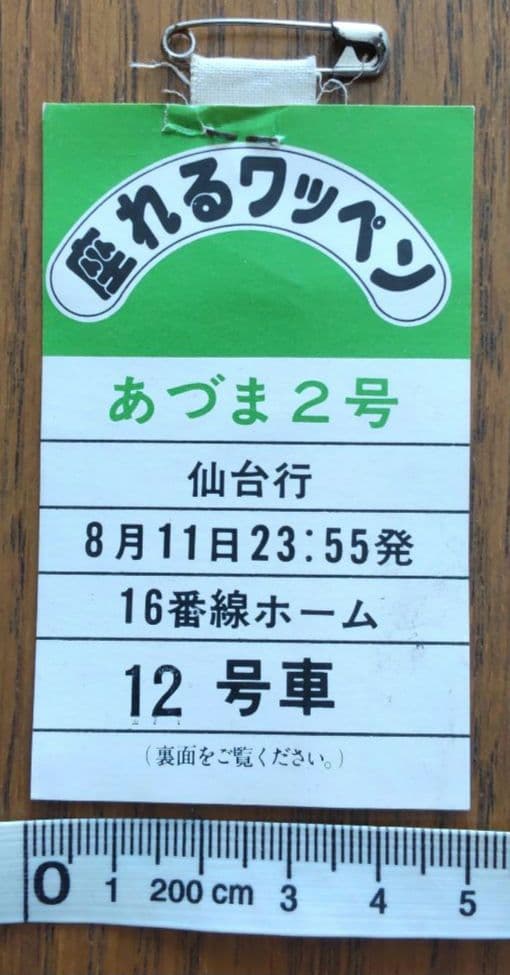 座れるワッペン
あづま2号
仙台行
8月11日23:55発
16番線ホーム
12 号車
(裏面をご覧ください。)
0 1 200 cm 3 4 5